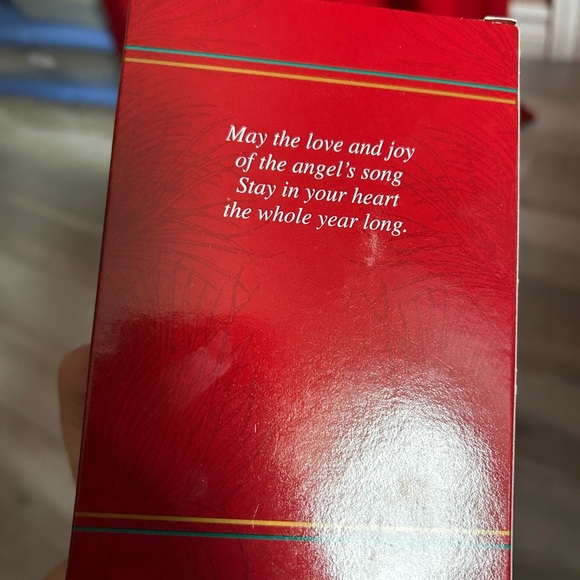 May the love and joy
of the angel's song
Stay in your heart
the whole year long.